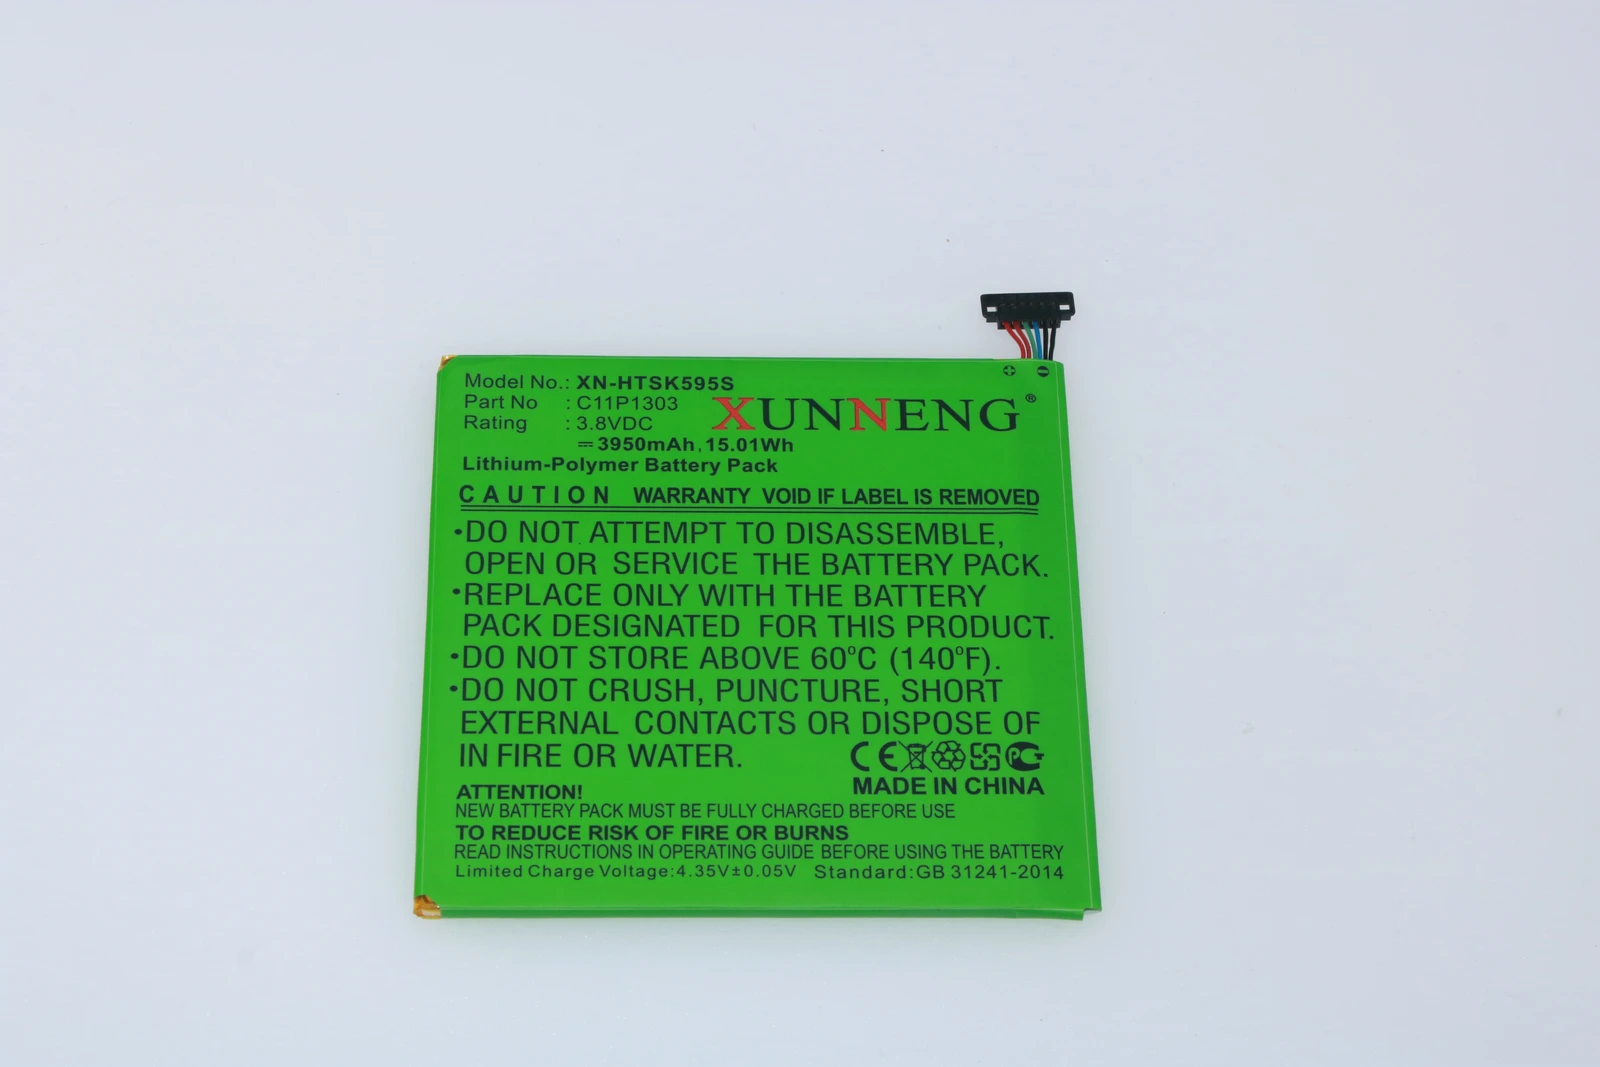 Model No.: XN-HTSK595S
Part No : C11P1303
XUNNENG®
Rating : 3.8VDC
⎓3950mAh, 15.01Wh
Lithium-Polymer Battery Pack
CAUTION WARRANTY VOID IF LABEL IS REMOVED
•DO NOT ATTEMPT TO DISASSEMBLE,
OPEN OR SERVICE THE BATTERY PACK.
•REPLACE ONLY WITH THE BATTERY
PACK DESIGNATED FOR THIS PRODUCT.
•DO NOT STORE ABOVE 60°C (140°F).
•DO NOT CRUSH, PUNCTURE, SHORT
EXTERNAL CONTACTS OR DISPOSE OF
IN FIRE OR WATER.
CE
MADE IN CHINA
ATTENTION!
NEW BATTERY PACK MUST BE FULLY CHARGED BEFORE USE
TO REDUCE RISK OF FIRE OR BURNS
READ INSTRUCTIONS IN OPERATING GUIDE BEFORE USING THE BATTERY
Limited Charge Voltage:4.35V±0.05V Standard:GB 31241-2014